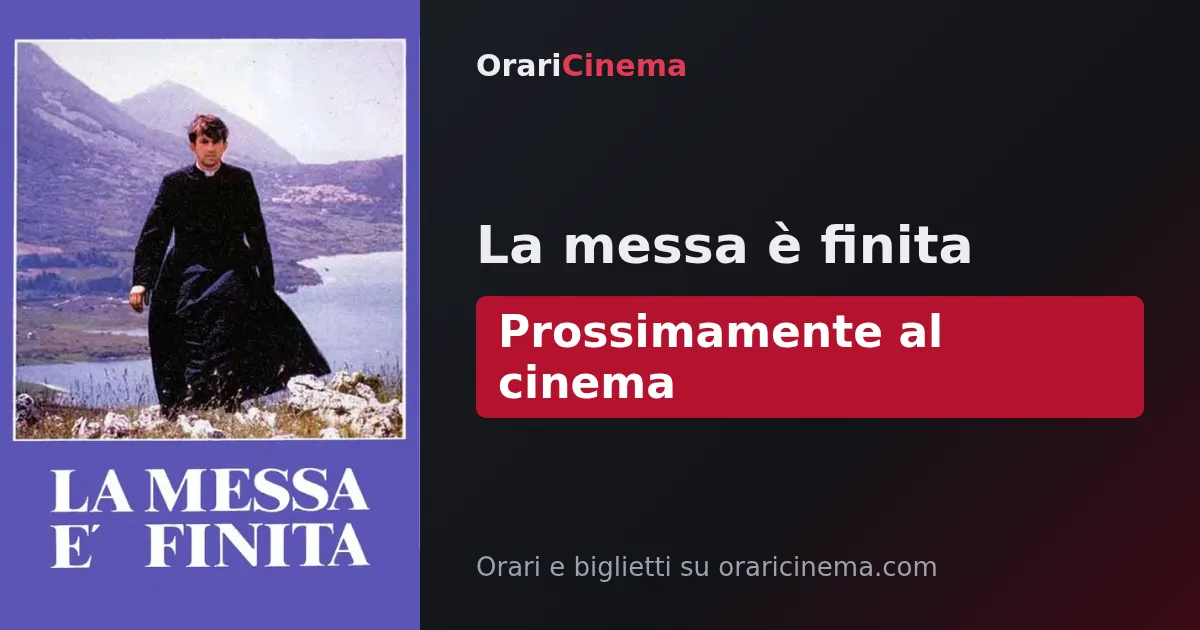 LA MESSA
E' FINITA
OrariCinema
La messa è finita
Prossimamente al
cinema
Orari e biglietti su oraricinema.com